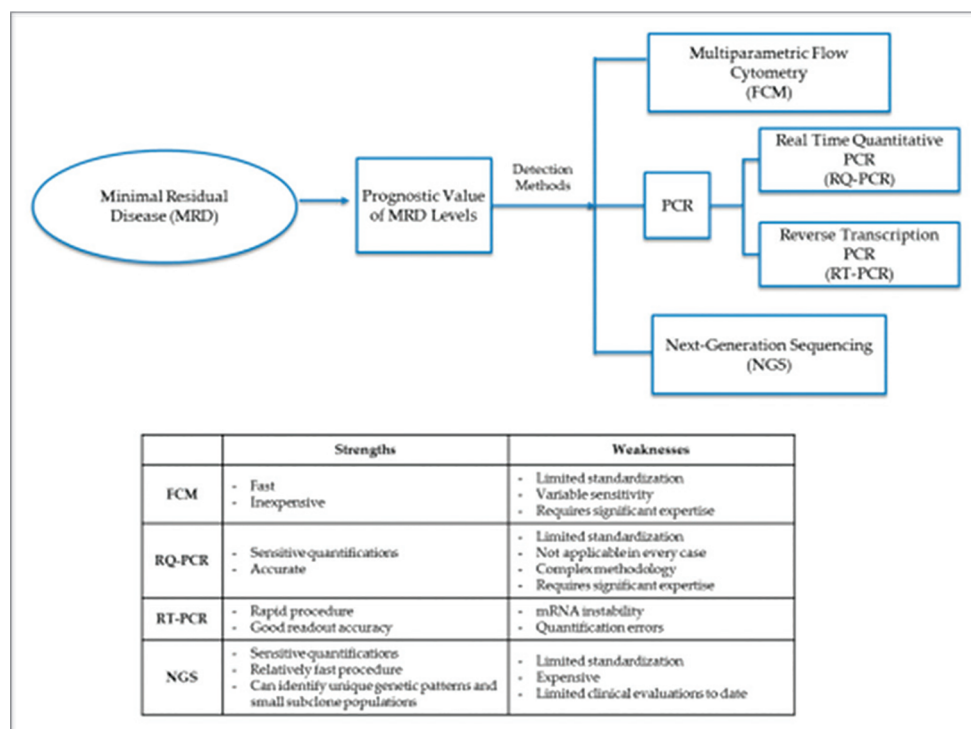 Multiparametric Flow
Cytometry
(FCM)
Real Time Quantitative
PCR
(RQ-PCR)
Detection
Methods
Minimal Residual
Disease (MRD)
Prognostic Value
of MRD Levels
PCR
Reverse Transcription
PCR
(RT-PCR)
Next-Generation Sequencing
(NGS)
Strengths
Weaknesses
FCM
- Fast
- Inexpensive
- Limited standardization
- Variable sensitivity
- Requires significant expertise
RQ-PCR
- Sensitive quantifications
- Accurate
- Limited standardization
- Not applicable in every case
- Complex methodology
- Requires significant expertise
RT-PCR
- Rapid procedure
- Good readout accuracy
- mRNA instability
- Quantification errors
NGS
- Sensitive quantifications
- Relatively fast procedure
- Can identify unique genetic patterns and
small subclone populations
- Limited standardization
- Expensive
- Limited clinical evaluations to date